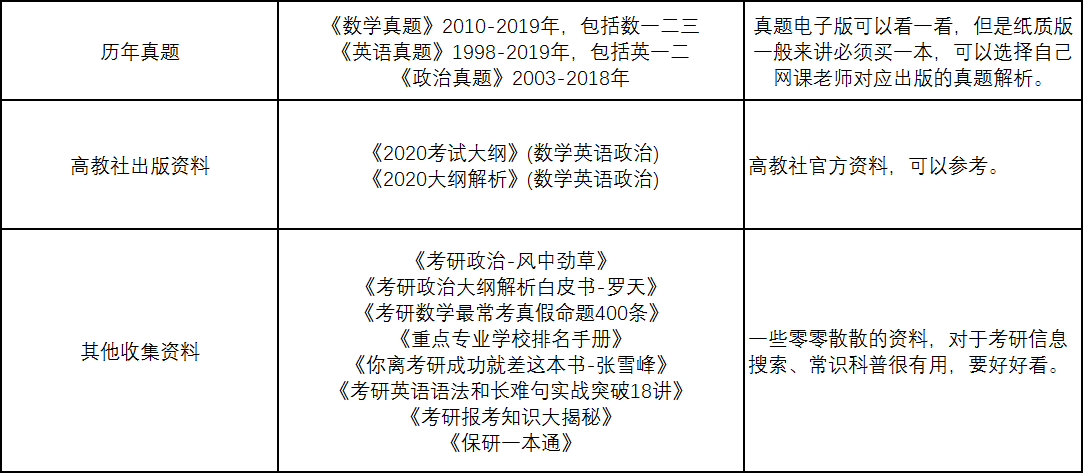 历年真题
《数学真题》2010-2019年，包括数一二三
《英语真题》1998-2019年，包括英一二
《政治真题》2003-2018年
真题电子版可以看一看，但是纸质版
一般来讲必须买一本，可以选择自己
网课老师对应出版的真题解析。
高教社出版资料
《2020考试大纲》(数学英语政治)
《2020大纲解析》(数学英语政治)
高教社官方资料，可以参考。
其他收集资料
《考研政治-风中劲草》
《考研政治大纲解析白皮书-罗天》
《考研数学最常考真假命题400条》
《重点专业学校排名手册》
《你离考研成功就差这本书-张雪峰》
《考研英语语法和长难句实战突破18讲》
《考研报考知识大揭秘》
《保研一本通》
一些零零散散的资料，对于考研信息
搜索、常识科普很有用，要好好看。